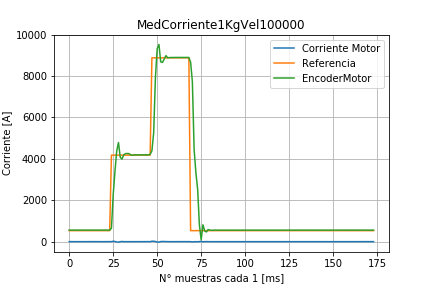 MedCorriente1KgVel100000
Corriente [A]
10000
8000
6000
4000
2000
0
Corriente Motor
Referencia
EncoderMotor
0 25 50 75 100 125 150 175
N° muestras cada 1 [ms]